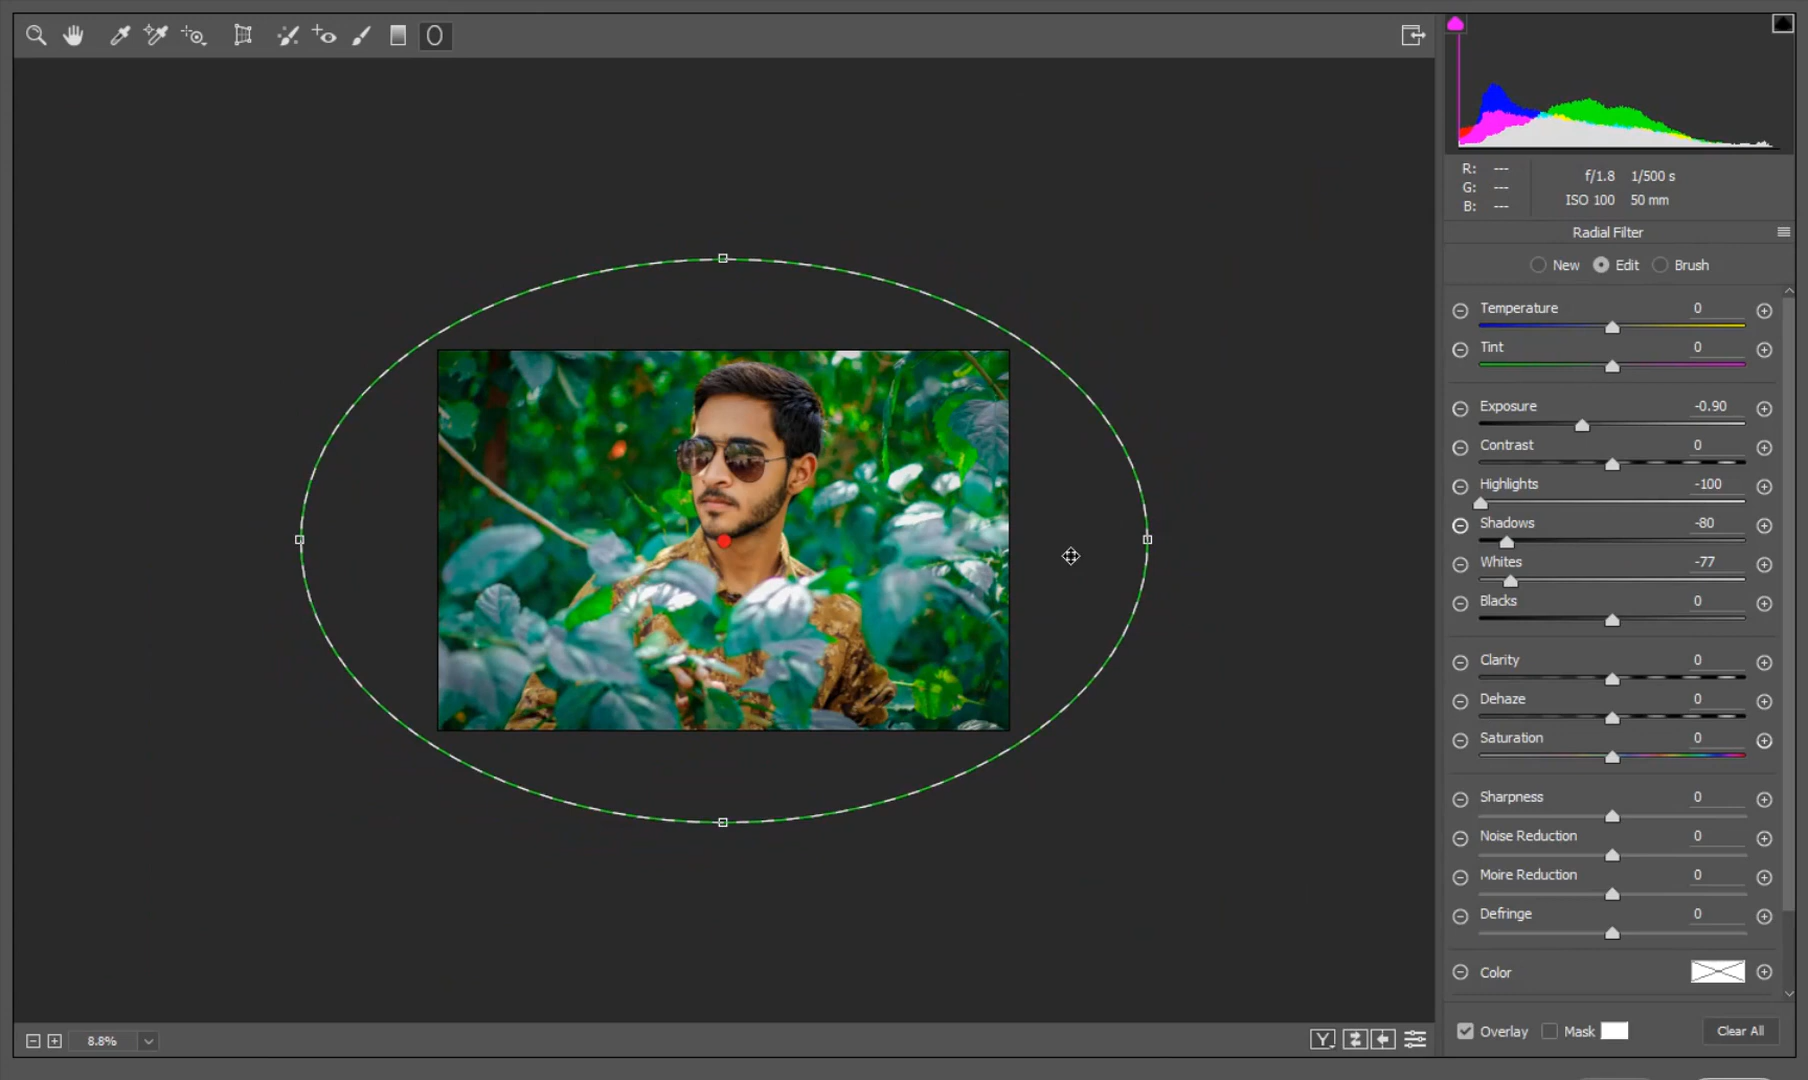 R: ---
G: ---
B: ---
f/1.8 1/500 s
ISO 100 50 mm
Radial Filter
New Edit Brush
Temperature 0
Tint 0
Exposure -0.90
Contrast 0
Highlights -100
Shadows -80
Whites -77
Blacks 0
Clarity 0
Dehaze 0
Saturation 0
Sharpness 0
Noise Reduction 0
Moire Reduction 0
Defringe 0
Color
8.8%
Y
Overlay Mask Clear All